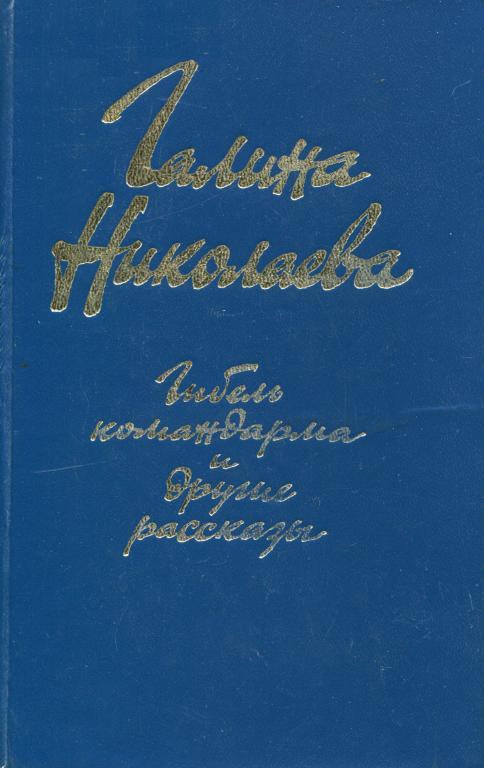 Галина
Николаева
Гибель
командарма
и
другие
рассказы